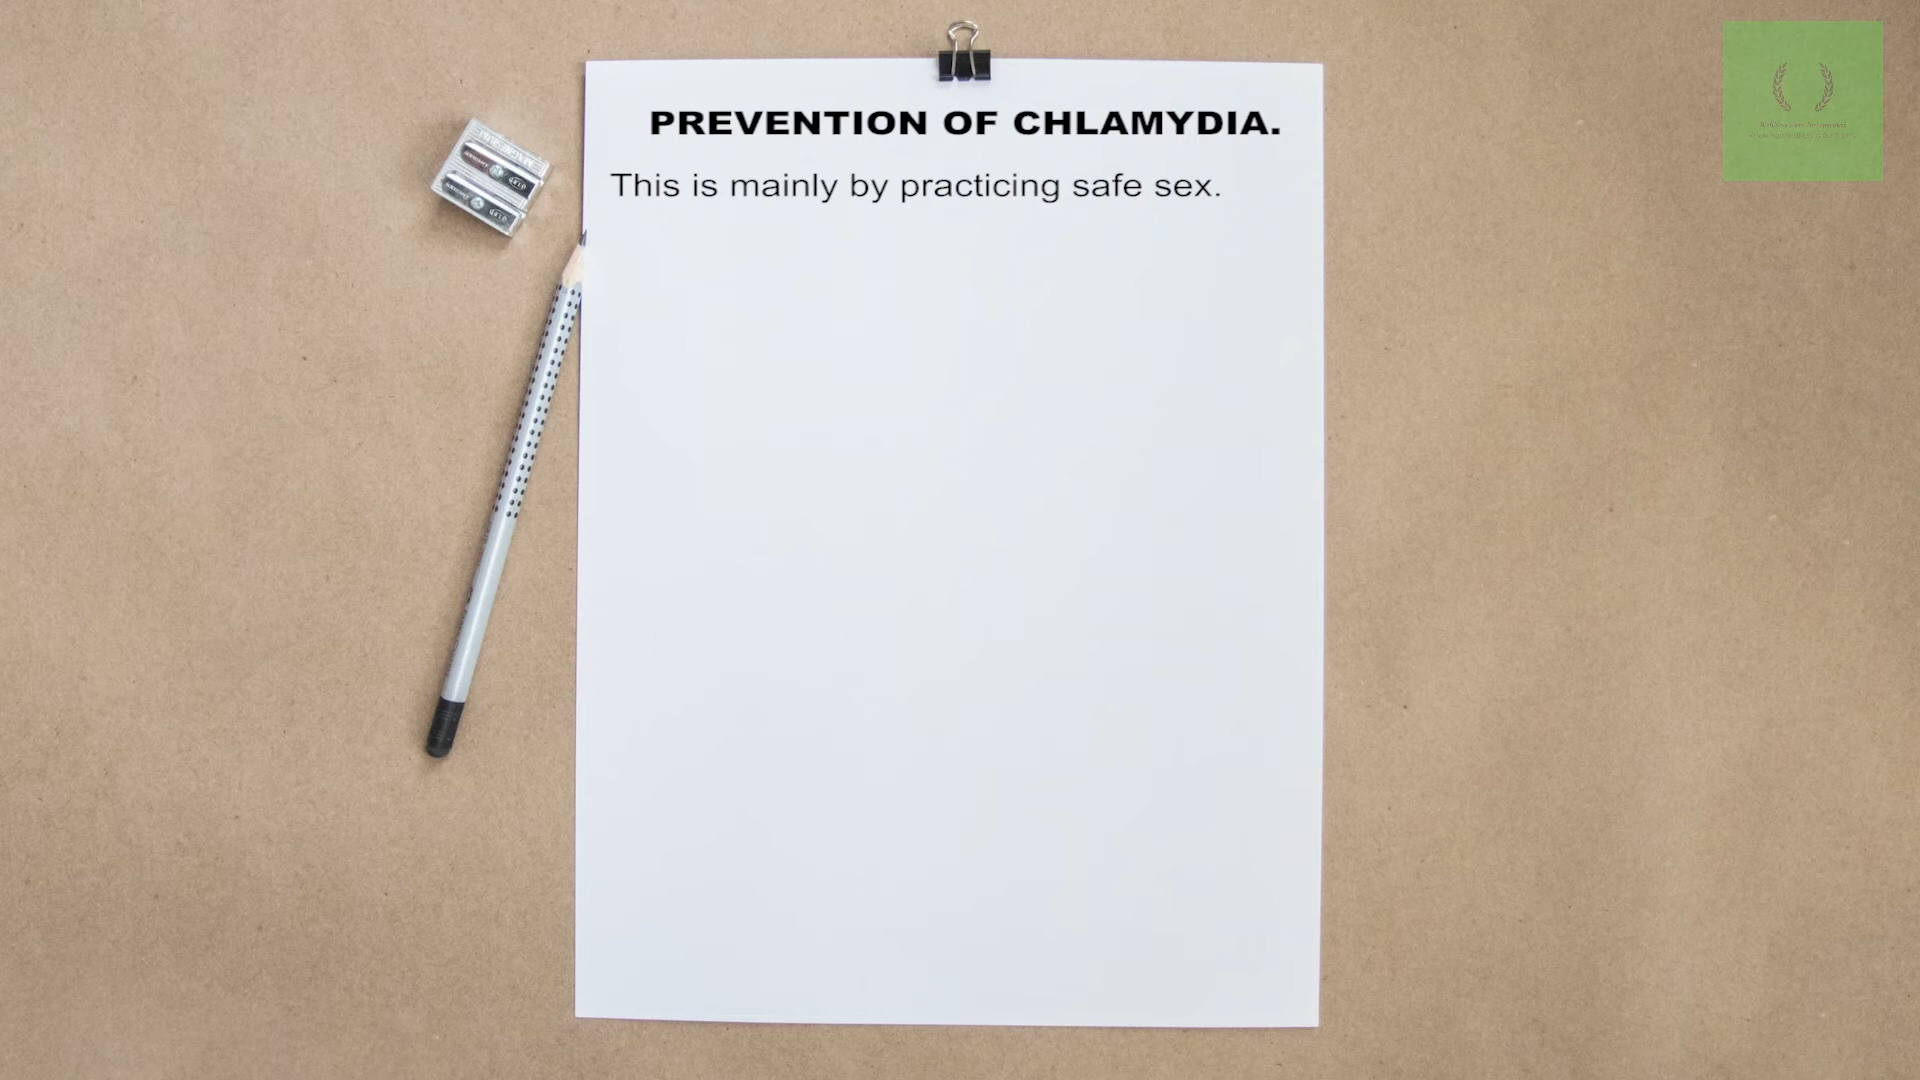 PREVENTION OF CHLAMYDIA.
This is mainly by practicing safe sex.